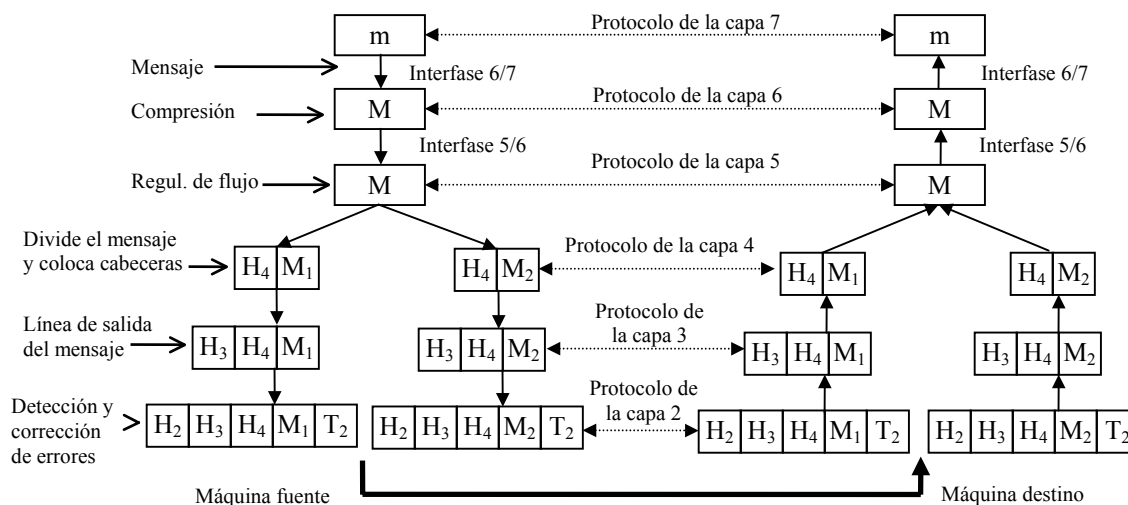 m Protocolo de la capa 7 m
Mensaje Interfase 6/7 Interfase 6/7
Compresión M Protocolo de la capa 6 M
Interfase 5/6 Interfase 5/6
Regul. de flujo M Protocolo de la capa 5 M
Divide el mensaje
y coloca cabeceras
H4 M1 H4 M2 Protocolo de la capa 4 H4 M1 H4 M2
Línea de salida
del mensaje
H3 H4 M1 H3 H4 M2
Protocolo de
la capa 3
H3 H4 M1 H3 H4 M2
Detección y
corrección
de errores
H2 H3 H4 M1 T2 H2 H3 H4 M2 T2
Protocolo de
la capa 2
H2 H3 H4 M1 T2 H2 H3 H4 M2 T2
Máquina fuente Máquina destino